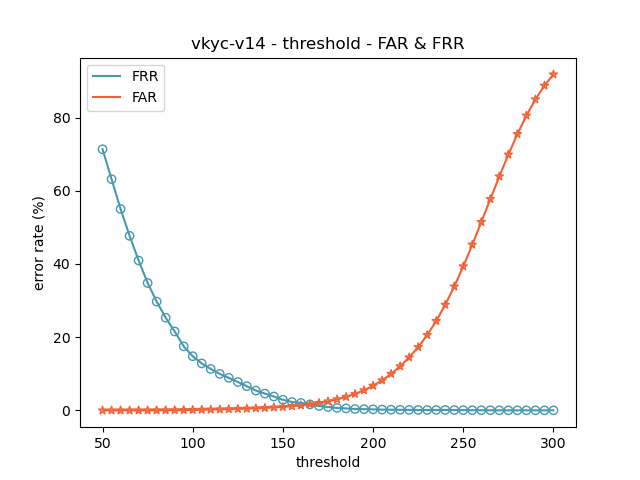 vkyc-v14 - threshold - FAR & FRR
FRR
FAR
error rate (%)
80
60
40
20
0
50 100 150 200 250 300
threshold